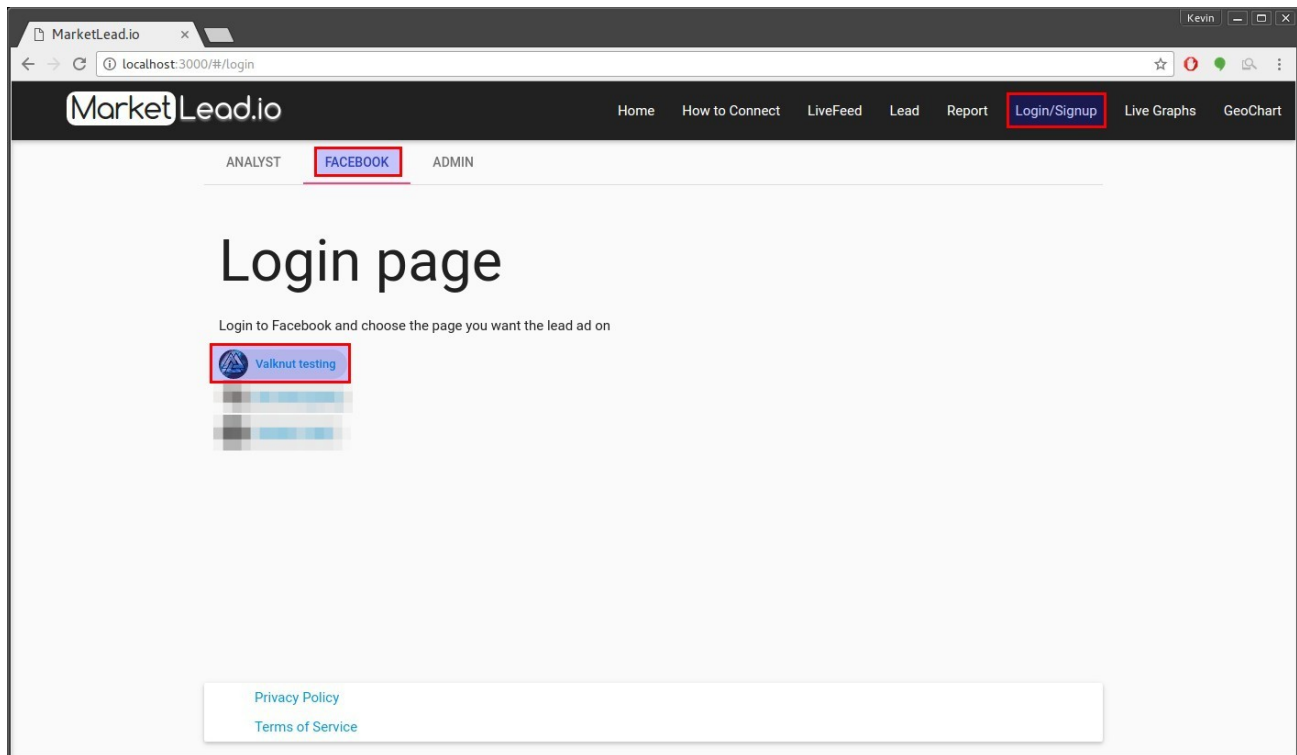 Kevin
MarketLead.io
localhost:3000/#/login
MarketLead.io Home How to Connect LiveFeed Lead Report Login/Signup Live Graphs GeoChart
ANALYST FACEBOOK ADMIN
Login page
Login to Facebook and choose the page you want the lead ad on
Valknut testing
Privacy Policy
Terms of Service